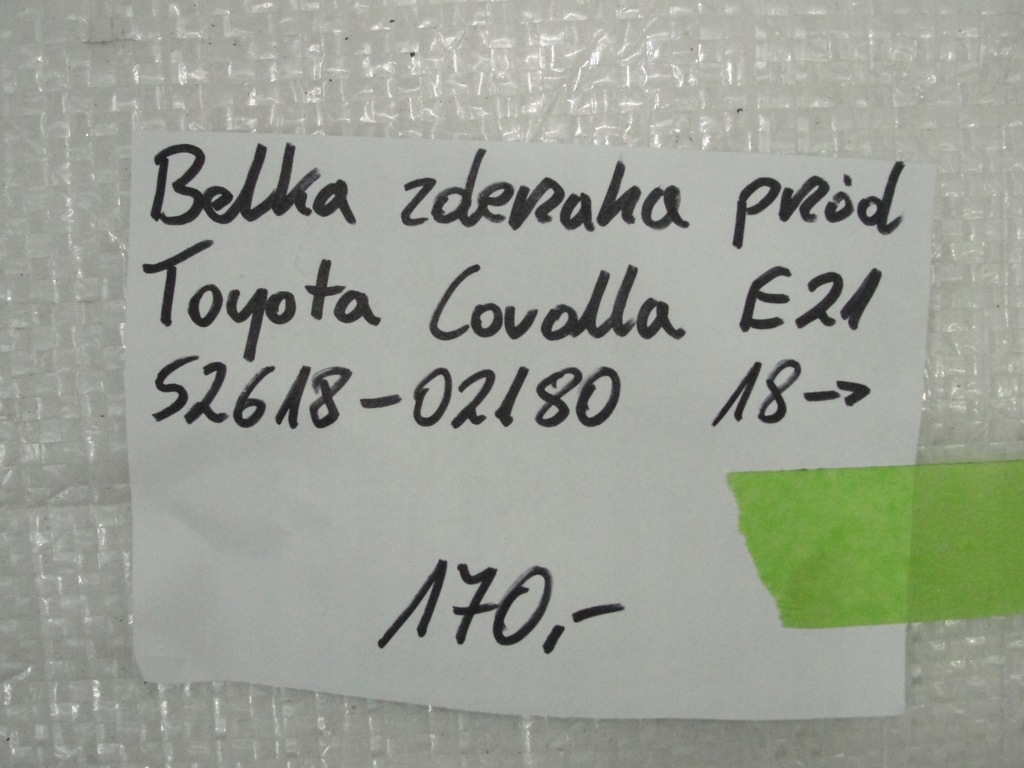 Belka zderzaka przód
Toyota Corolla E21
52618-02180 18->
170,-